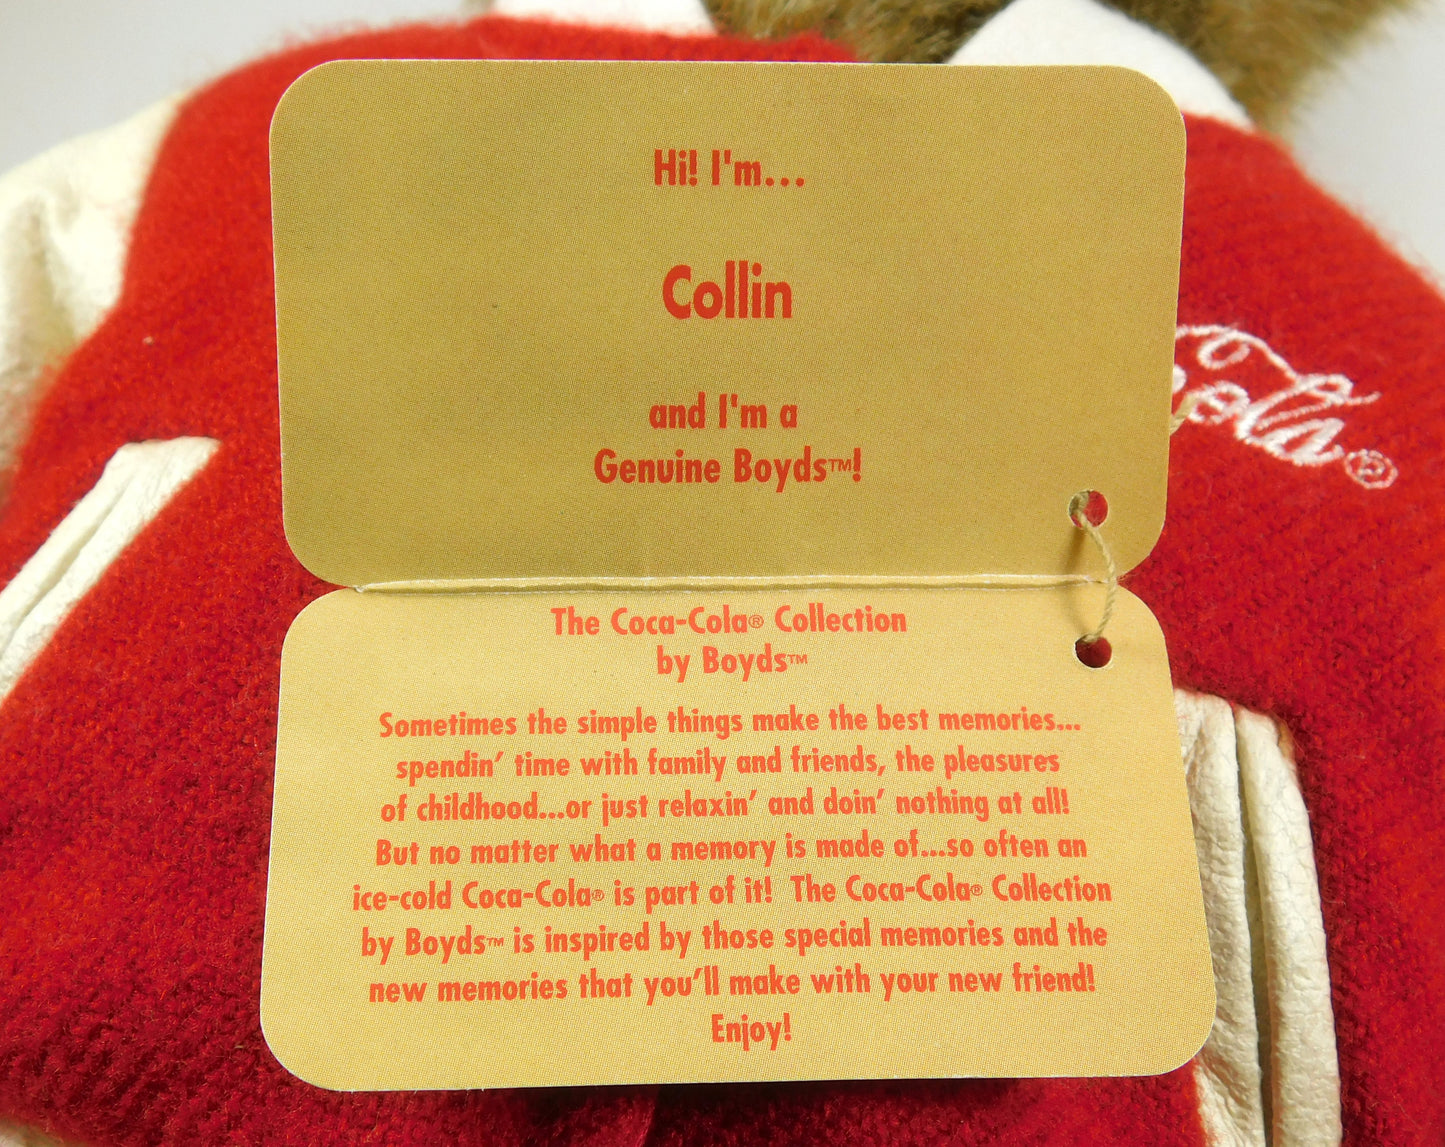 Hi! I'm...
Collin
and I'm a
Genuine Boyds™!
The Coca-Cola® Collection
by Boyds™
Sometimes the simple things make the best memories...
spendin’ time with family and friends, the pleasures
of childhood...or just relaxin’ and doin’ nothing at all!
But no matter what a memory is made of...so often an
ice-cold Coca-Cola® is part of it!  The Coca-Cola® Collection
by Boyds™ is inspired by those special memories and the
new memories that you’ll make with your new friend!
Enjoy!
Cola®